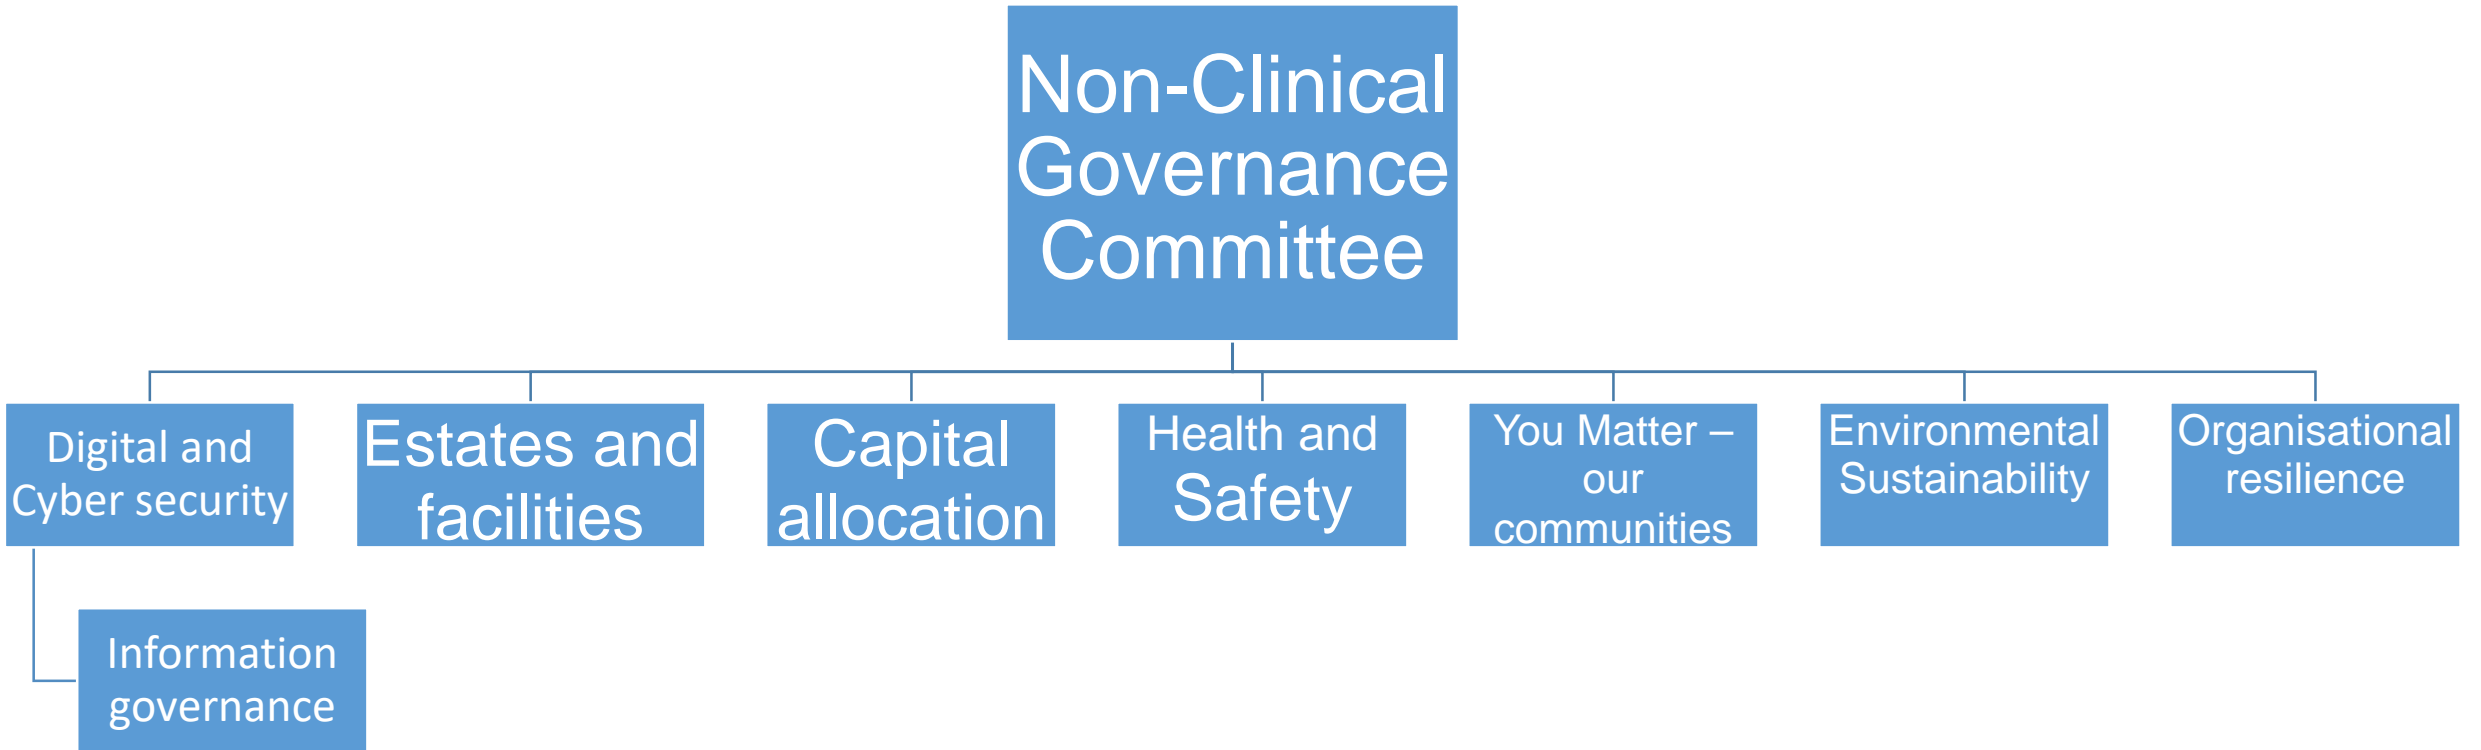 Non-Clinical
Governance
Committee
Digital and
Cyber security
Estates and
facilities
Capital
allocation
Health and
Safety
You Matter –
our
communities
Environmental
Sustainability
Organisational
resilience
Information
governance